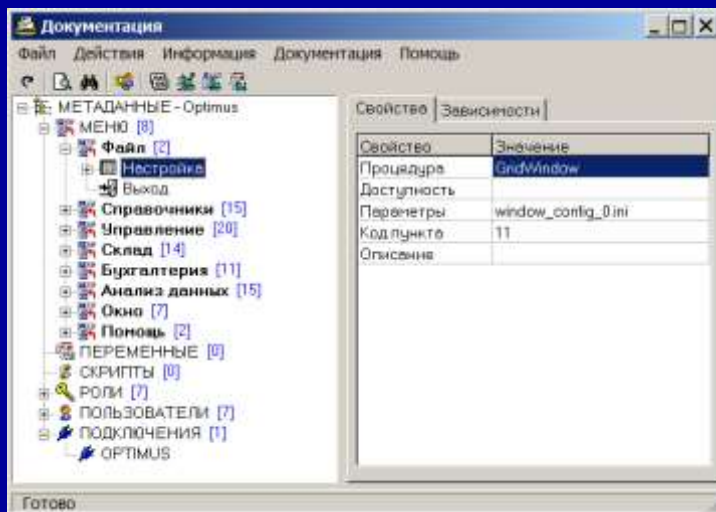 Документация
Файл Действия Информация Документация Помощь
МЕТАДАННЫЕ - Optimus
МЕНЮ [8]
Файл [2]
Настройка
Выход
Справочники [15]
Управление [20]
Склад [14]
Бухгалтерия [11]
Анализ данных [15]
Окно [7]
Помощь [2]
ПЕРЕМЕННЫЕ [0]
СКРИПТЫ [0]
РОЛИ [7]
ПОЛЬЗОВАТЕЛИ [7]
ПОДКЛЮЧЕНИЯ [1]
OPTIMUS
Свойства Зависимости
Свойство Значение
Процедура GridWindow
Доступность
Параметры window_config_0.ini
Код пункта 11
Описание
Готово